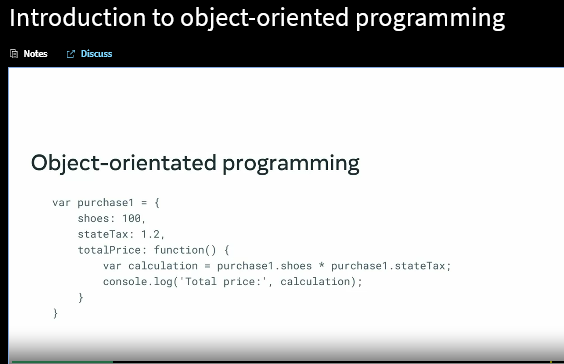 Introduction to object-oriented programming
Notes Discuss
Object-orientated programming
var purchase1 = {
shoes: 100,
stateTax: 1.2,
totalPrice: function() {
var calculation = purchase1.shoes * purchase1.stateTax;
console.log('Total price:', calculation);
}
}